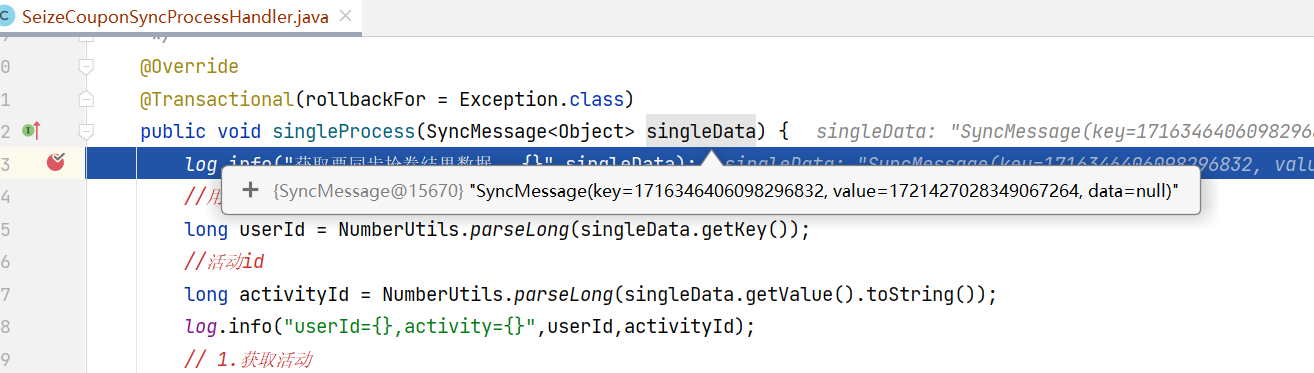 SeizeCouponSyncProcessHandler.java
*/
0 @Override
1 @Transactional(rollbackFor = Exception.class)
2 public void singleProcess(SyncMessage<Object> singleData) { singleData: "SyncMessage(key=1716346406098296
3 log.info("获取要同步抢券结果数据 {}",singleData); singleData: "SyncMessage(key=1716346406098296832, valu
{SyncMessage@15670} "SyncMessage(key=1716346406098296832, value=1721427028349067264, data=null)"
4 //用
5 long userId = NumberUtils.parseLong(singleData.getKey());
6 //活动id
7 long activityId = NumberUtils.parseLong(singleData.getValue().toString());
8 log.info("userId={},activity={}",userId,activityId);
9 // 1.获取活动